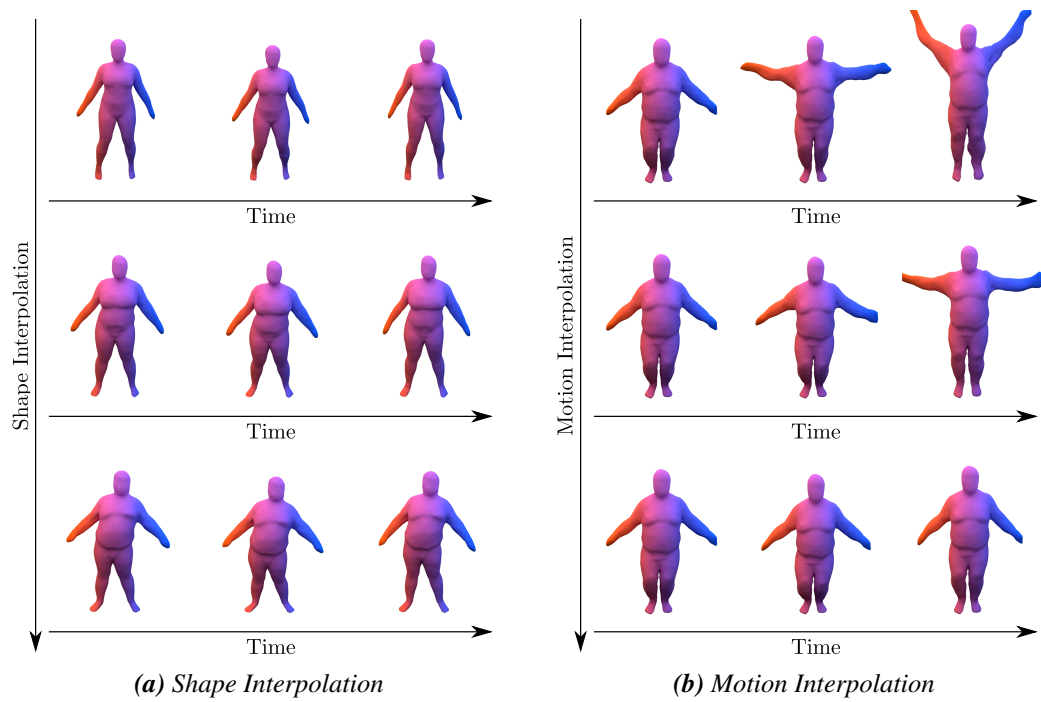 Shape Interpolation
Time
Time
Time
(a) Shape Interpolation
Motion Interpolation
Time
Time
Time
(b) Motion Interpolation